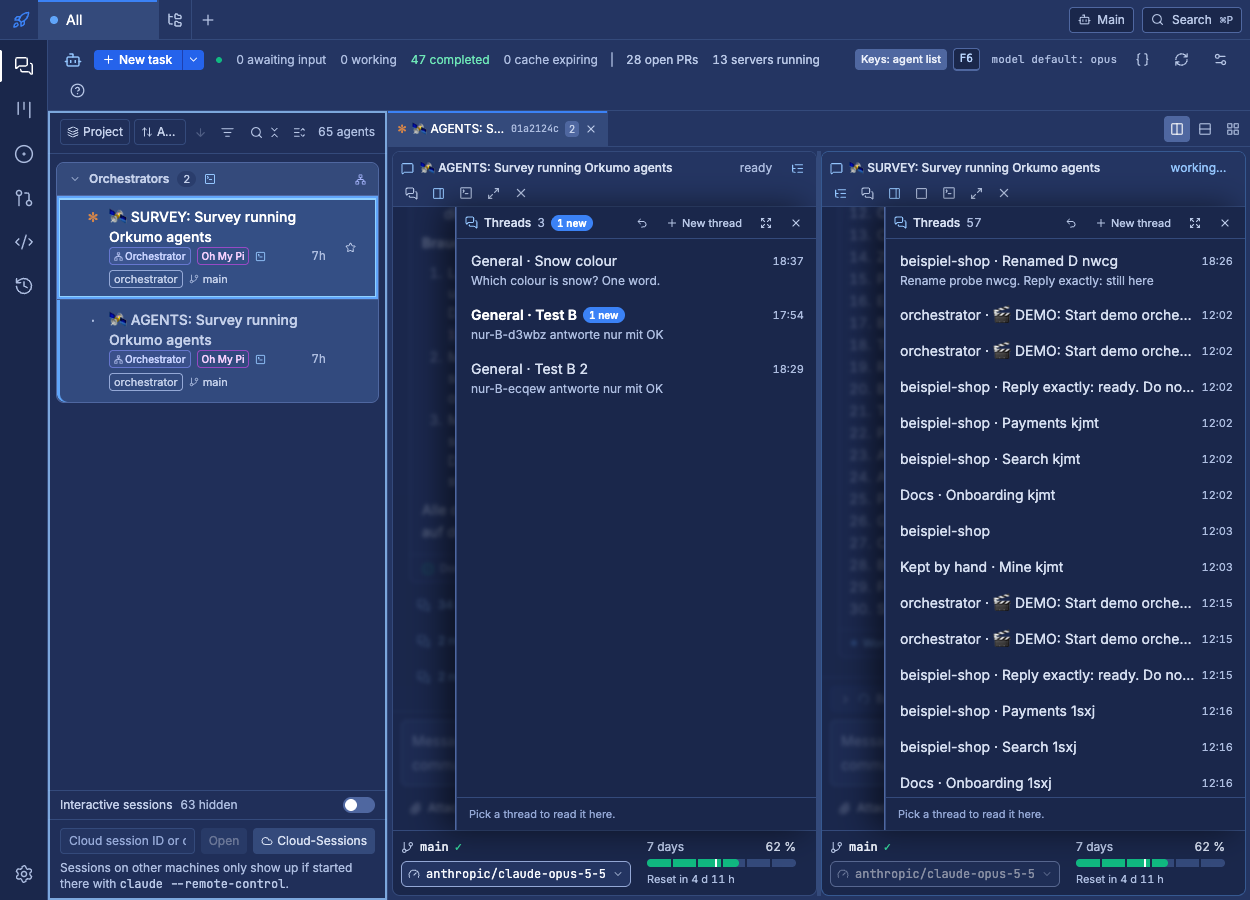 All
Main
Search ⌘P
+ New task
0 awaiting input
0 working
47 completed
0 cache expiring
28 open PRs
13 servers running
Keys: agent list
F6
model default: opus
Project
A...
65 agents
Orchestrators 2
SURVEY: Survey running
Orkumo agents
Orchestrator
Oh My Pi
7h
orchestrator
main
AGENTS: Survey running
Orkumo agents
Orchestrator
Oh My Pi
7h
orchestrator
main
Interactive sessions 63 hidden
Cloud session ID or c
Open
Cloud-Sessions
Sessions on other machines only show up if started
there with claude --remote-control.
AGENTS: S... 01a2124c 2
AGENTS: Survey running Orkumo agents
ready
Threads 3 1 new
+ New thread
General · Snow colour 18:37
Which colour is snow? One word.
General · Test B 1 new 17:54
nur-B-d3wbz antworte nur mit OK
General · Test B 2 18:29
nur-B-ecqew antworte nur mit OK
Pick a thread to read it here.
main ✓
anthropic/claude-opus-5-5
7 days 62 %
Reset in 4 d 11 h
SURVEY: Survey running Orkumo agents
working...
Threads 57
+ New thread
beispiel-shop · Renamed D nwcg 18:26
Rename probe nwcg. Reply exactly: still here
orchestrator · 🎬 DEMO: Start demo orche... 12:02
orchestrator · 🎬 DEMO: Start demo orche... 12:02
beispiel-shop · Reply exactly: ready. Do no... 12:02
beispiel-shop · Payments kjmt 12:02
beispiel-shop · Search kjmt 12:02
Docs · Onboarding kjmt 12:02
beispiel-shop 12:03
Kept by hand · Mine kjmt 12:03
orchestrator · 🎬 DEMO: Start demo orche... 12:15
orchestrator · 🎬 DEMO: Start demo orche... 12:15
beispiel-shop · Reply exactly: ready. Do no... 12:15
beispiel-shop · Payments 1sxj 12:16
beispiel-shop · Search 1sxj 12:16
Docs · Onboarding 1sxj 12:16
Pick a thread to read it here.
main ✓
anthropic/claude-opus-5-5
7 days 62 %
Reset in 4 d 11 h